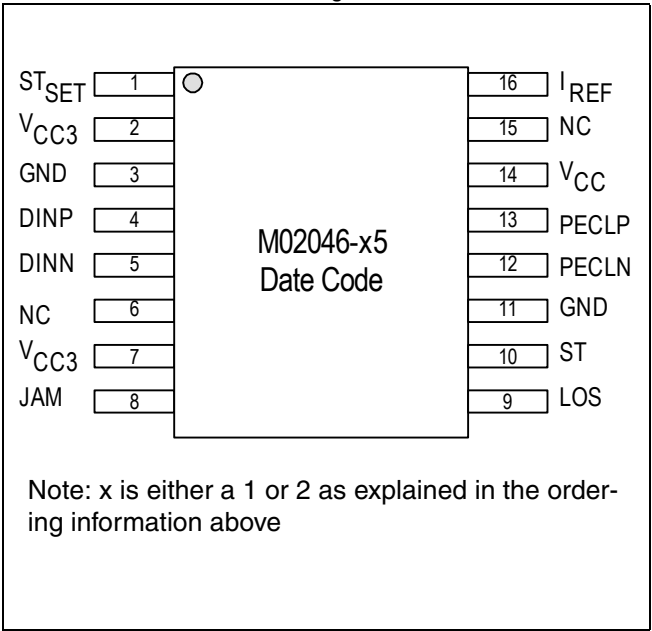 ST_SET 1 16 I_REF
V_CC3 2 15 NC
GND 3 14 V_CC
DINP 4 13 PECLP
DINN 5 12 PECLN
NC 6 11 GND
V_CC3 7 10 ST
JAM 8 9 LOS
M02046-x5
Date Code
Note: x is either a 1 or 2 as explained in the order-
ing information above